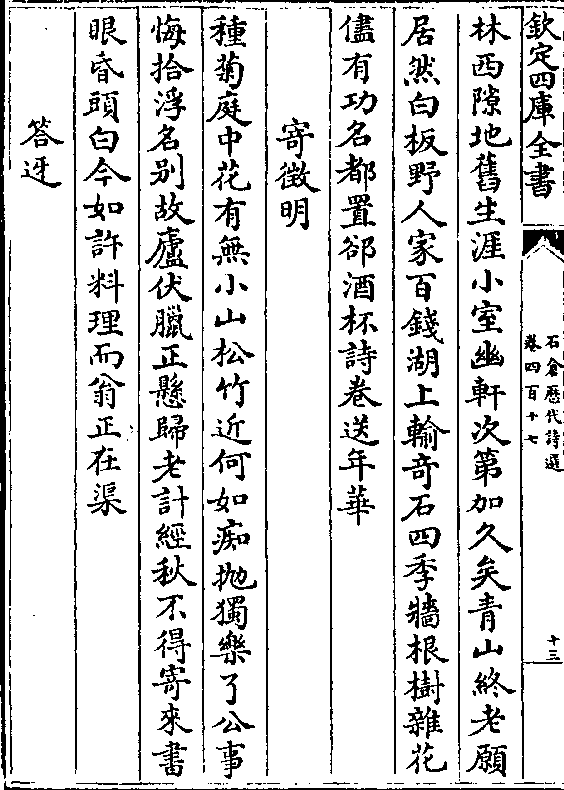 欽定四庫全書
石倉歷代詩選
卷四百十七
十三
林西隙地舊生涯小室幽軒次第加久矣青山終老願
居然白板野人家百錢湖上輸奇石四季牆根樹雜花
儘有功名都置郤酒杯詩卷送年華
寄徵明
種菊庭中花有無小山松竹近何如痴抛獨樂了公事
悔拾浮名别故廬伏臘正懸歸老計經秋不得寄來書
眼昏頭白今如許料理而翁正在渠
答迓